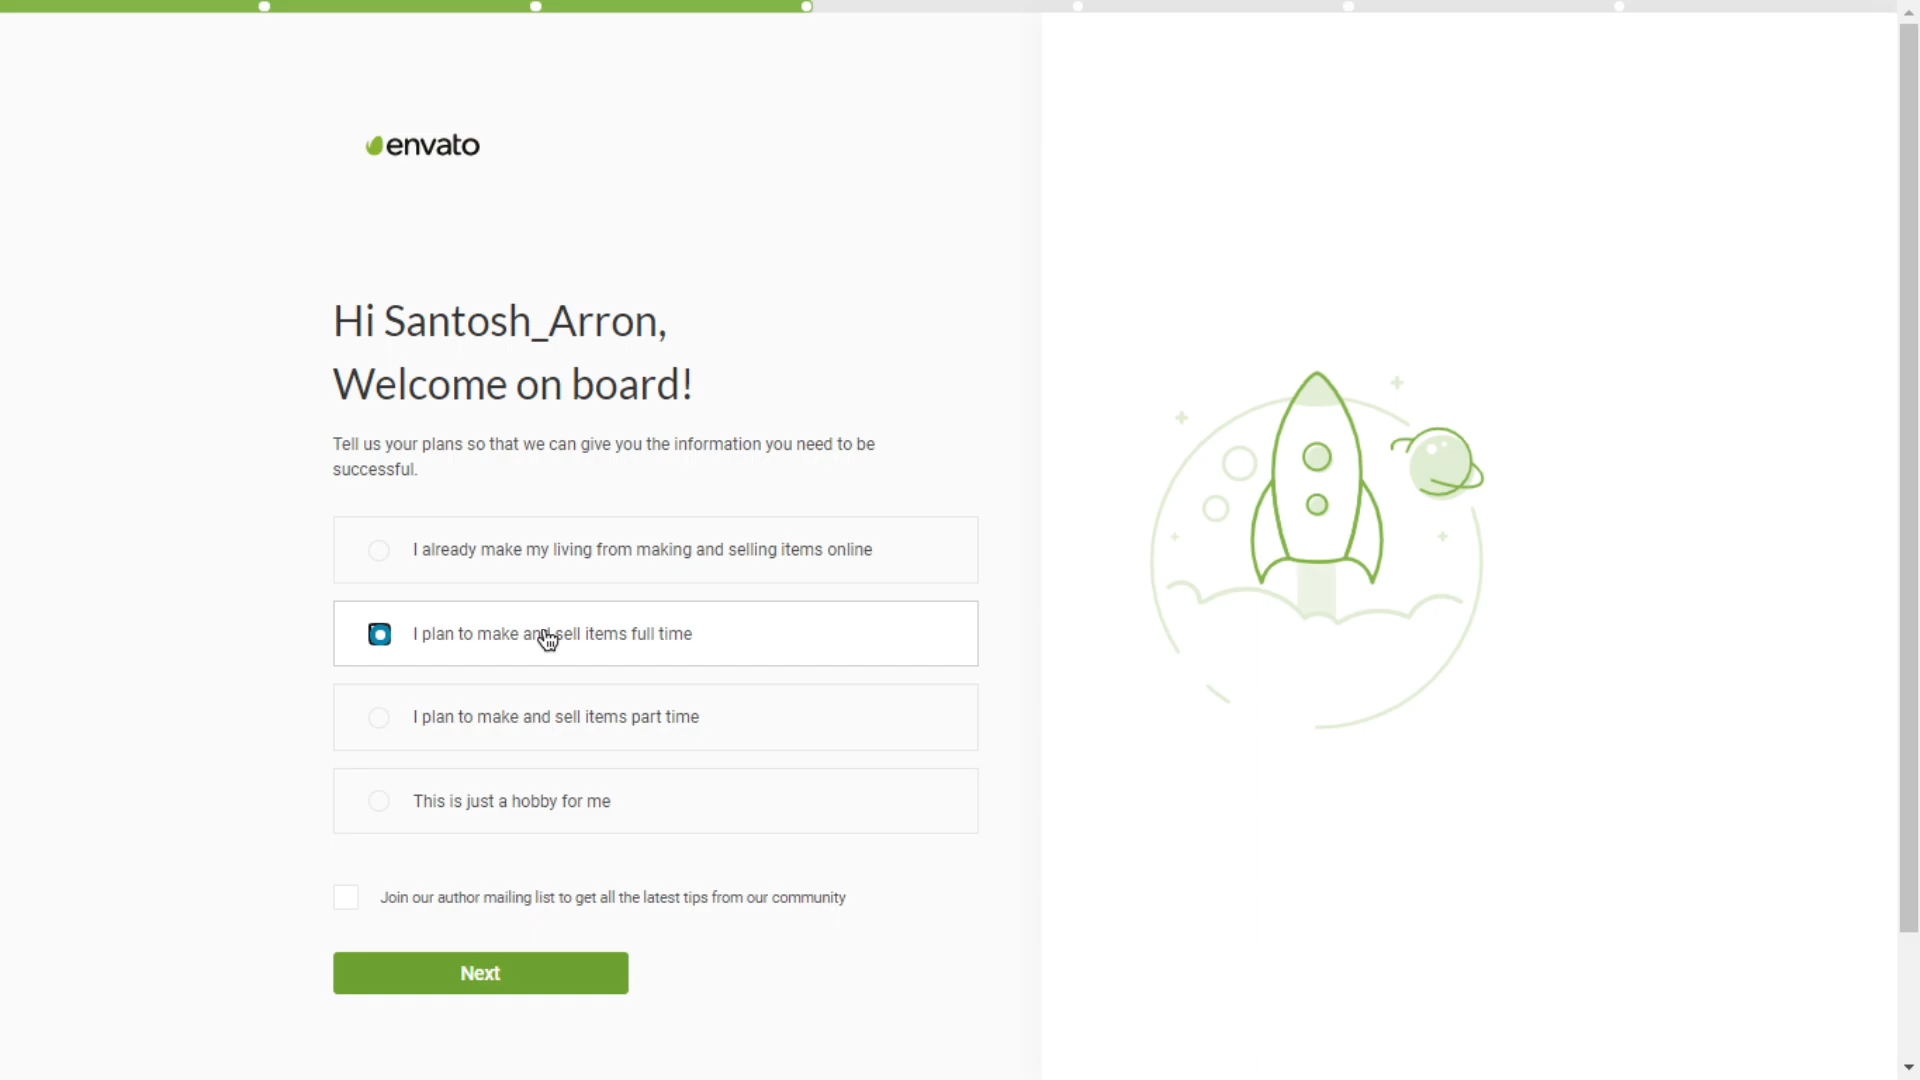 envato
Hi Santosh_Arron,
Welcome on board!
Tell us your plans so that we can give you the information you need to be
successful.
I already make my living from making and selling items online
I plan to make and sell items full time
I plan to make and sell items part time
This is just a hobby for me
Join our author mailing list to get all the latest tips from our community
Next